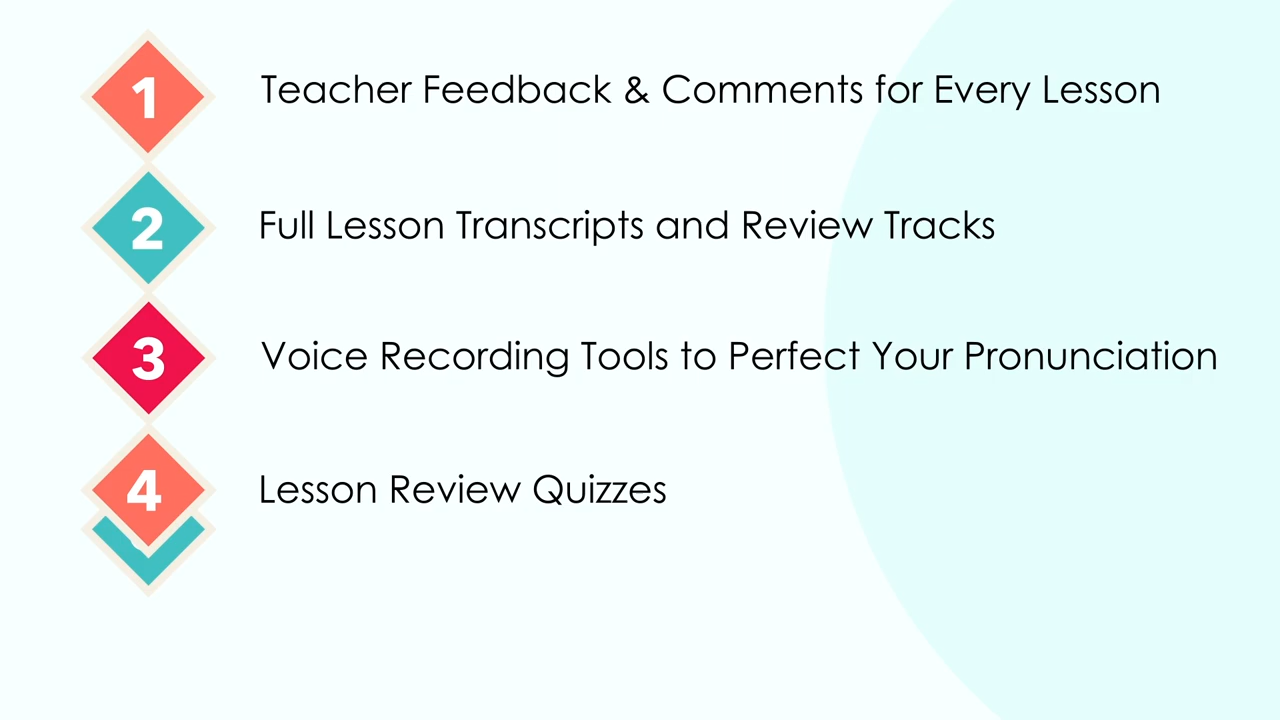 1 Teacher Feedback & Comments for Every Lesson
2 Full Lesson Transcripts and Review Tracks
3 Voice Recording Tools to Perfect Your Pronunciation
4 Lesson Review Quizzes